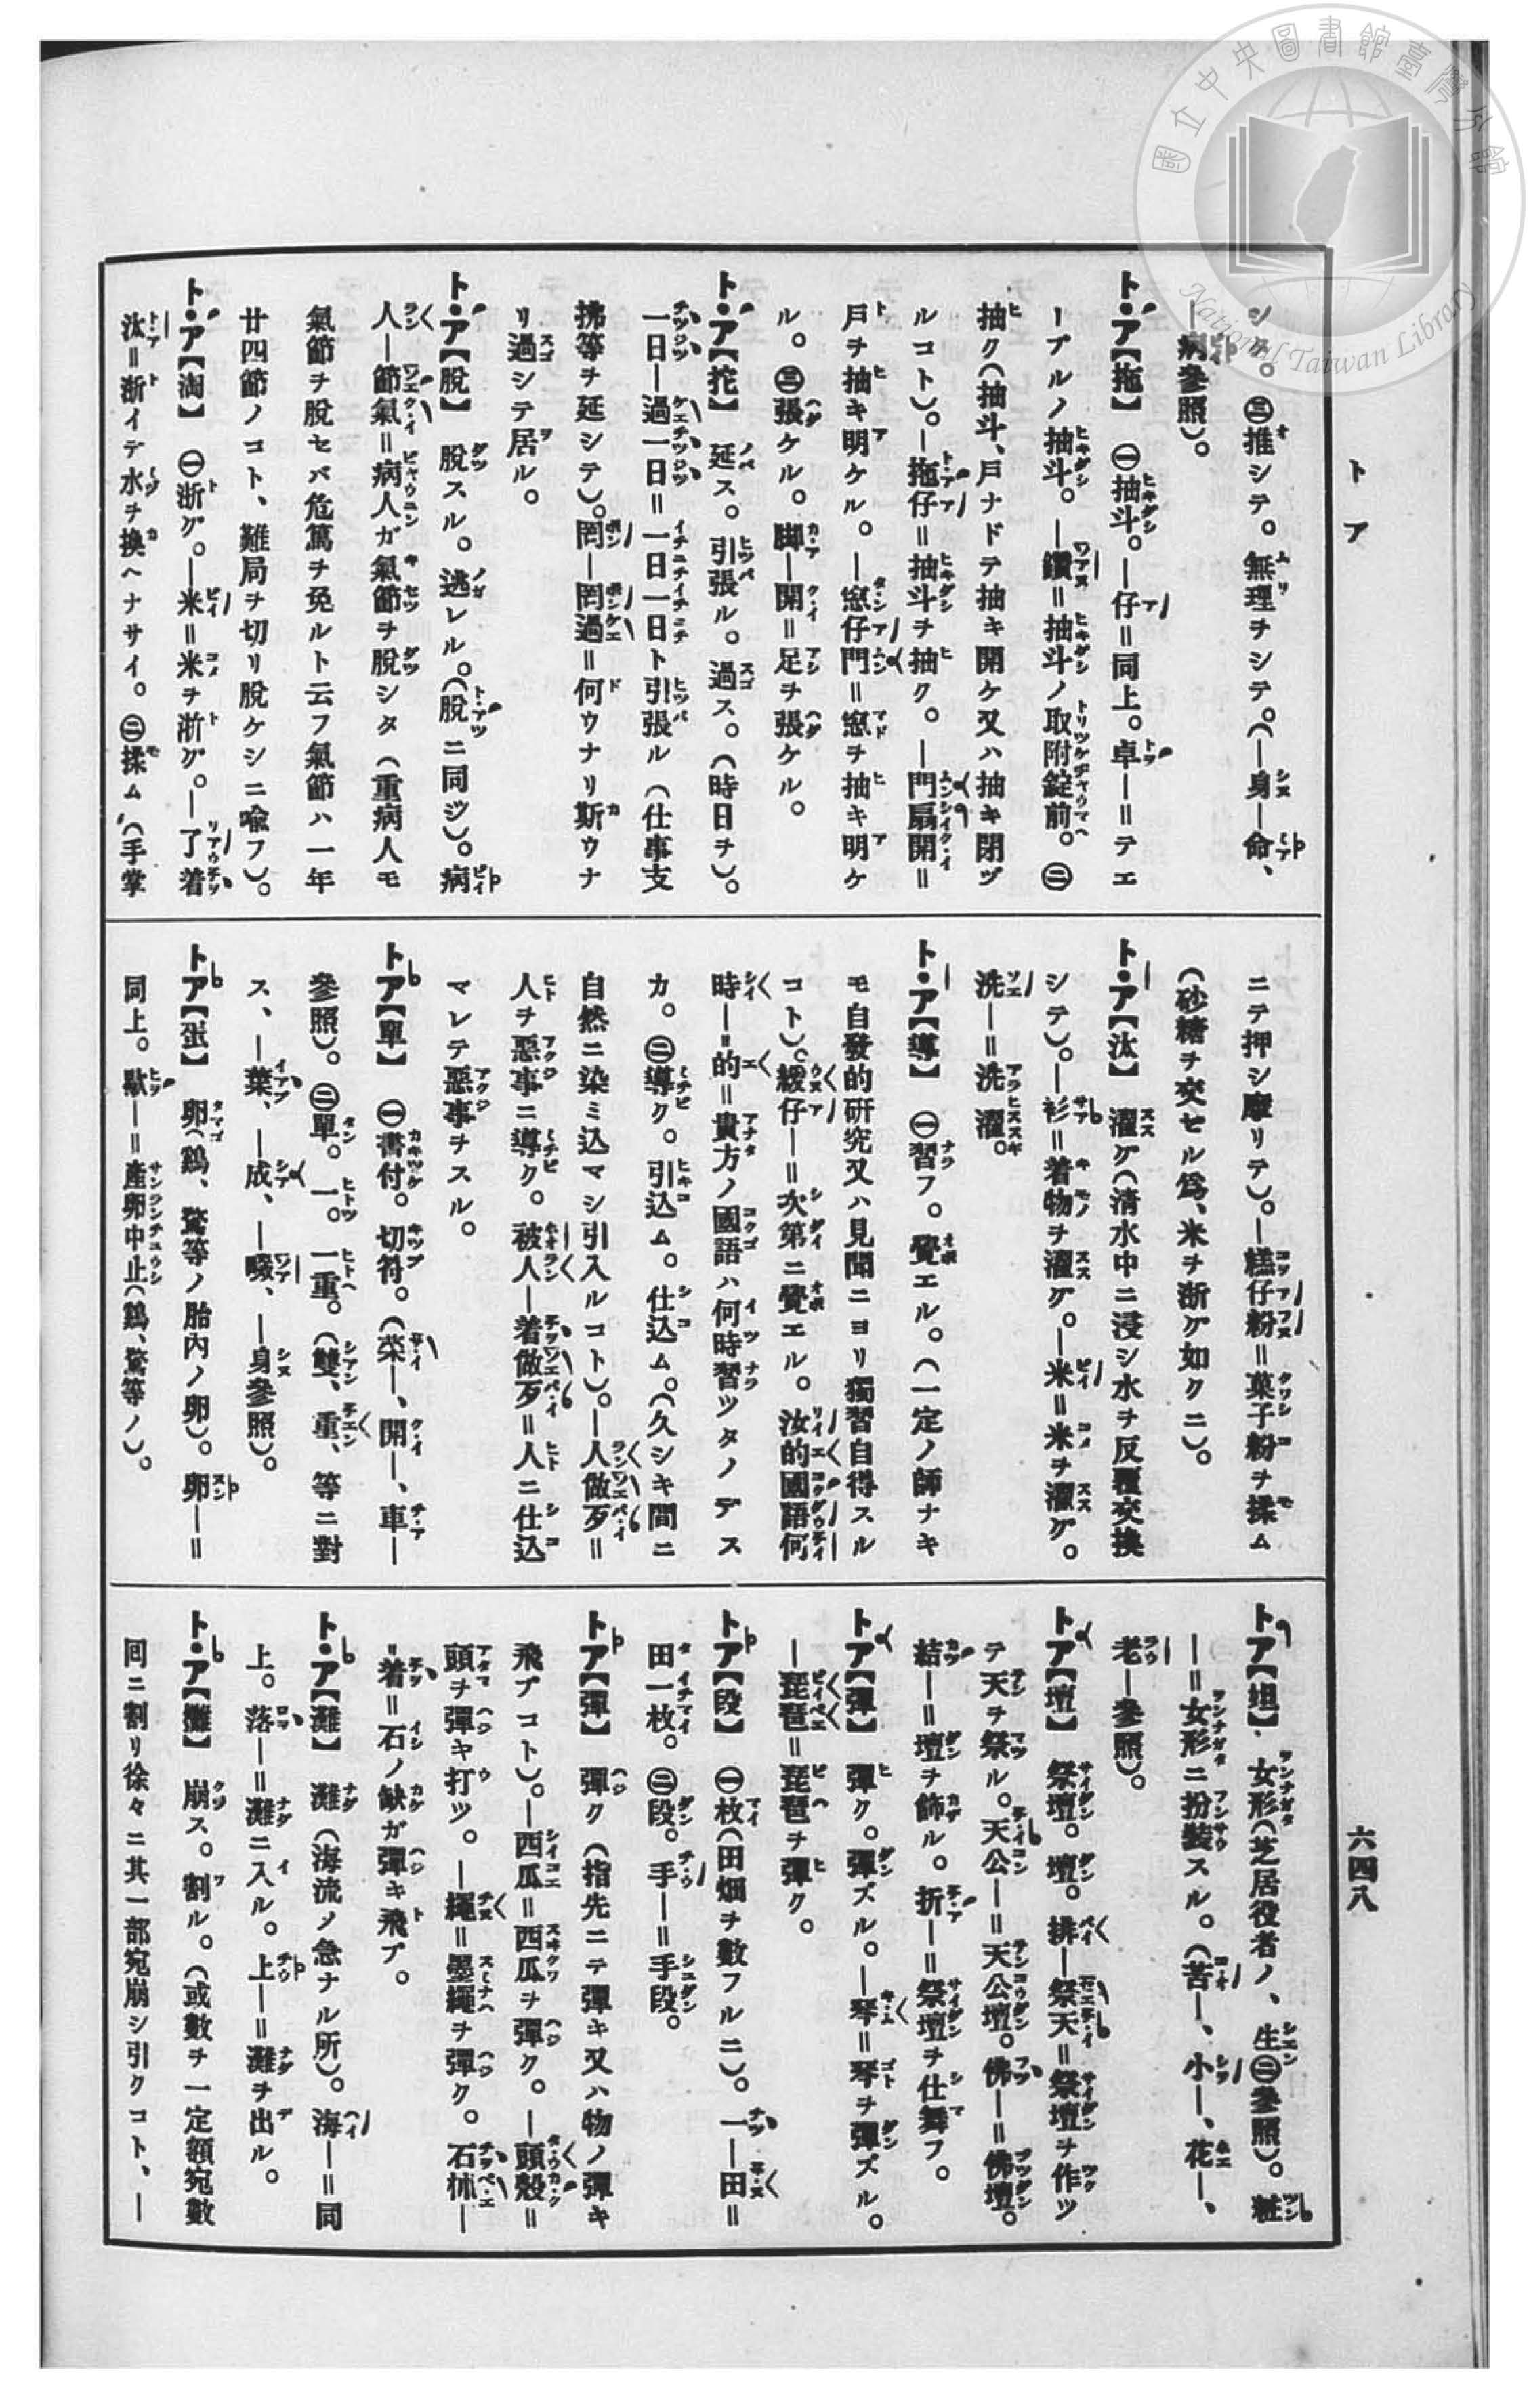 トア
六四八
シテ。㊂推シテ。無理チシテ。(—身—命、
—病參照)。
ト・ア【拖】 ㊀抽斗。—仔=同上。卓—=テエ
ーブルノ抽斗。—鑽=抽斗ノ取附錠前。㊁
抽ク(抽斗、戶ナドテ抽キ開ケ又ハ抽キ閉ヅ
ルコト)。—拖仔=抽斗ヲ抽ク。—門扇開=
戶ヲ抽キ明ケル。—窓仔門=窓ヲ抽キ明ケ
ル。㊂張ケル。脚—開=足ヲ張ケル。
ト・ア【拕】 延ス。引張ル。過ス。(時日ヲ)。
一日—過一日=一日一日ト引張ル(仕事支
拂等ヲ延シテ)。罔—罔過=何ウナリ斯ウナ
リ過シテ居ル。
ト・ア【脫】 脫スル。逃レル。(脫ニ同ジ)。病
人—節氣=病人ガ氣節ヲ脫シタ(重病人モ
氣節ヲ脫セバ危篤ヲ免ルト云フ氣節ハ一年
廿四節ノコト、難局ヲ切リ脫ケシニ喩フ)。
ト・ア【淘】 ㊀淅グ。—米=米ヲ淅グ。—了着
汰=淅イデ水ヲ換ヘナサイ。㊁揉ム、(手掌
ニテ押シ摩リテ)。—糕仔粉=菓子粉ヲ揉ム
(砂糖ヲ交セル爲、米ヲ淅グ如クニ)。
ト・ア【汰】 濯グ(清水中ニ浸シ水ヲ反覆交換
シテ)。—衫=着物ヲ濯グ。—米=米ヲ濯グ。
洗—=洗濯。
ト・ア【導】 ㊀習フ。覺エル。(一定ノ師ナキ
モ自發的研究又ハ見聞ニヨリ獨習自得スル
コト)。緩仔—=次第ニ覺エル。汝的國語何
時—的=貴方ノ國語ハ何時習ツタノデス
カ。㊁導ク。引込ム。仕込ム。(久シキ間ニ
自然ニ染ミ込マシ引入ルコト)。—人做歹=
人ヲ惡事ニ導ク。被人—着做歹=人ニ仕込
マレテ惡事ヲスル。
トア【單】 ㊀書付。切符。(菜—、開—、車—
參照)。㊁單。一。一重。(雙、重、等ニ對
ス、—葉、—成、—啜、—身參照)。
トア【蛋】 卵(鷄、鶩等ノ胎內ノ卵)。卵—=
同上。歇—=產卵中止(鷄、鶩等ノ)。
トア【坦】 女形(芝居役者ノ、生㊁參照)。粧
—=女形ニ扮裝スル。(苦—、小—、花—、
老—參照)。
トア【壇】 祭壇。壇。排—祭天=祭壇ヲ作ツ
テ天ヲ祭ル。天公—=天公壇。佛—=佛壇。
結—=壇ヲ飾ル。折—=祭壇ヲ仕舞フ。
トア【彈】 彈ク。彈ズル。—琴=琴ヲ彈ズル。
—琵琶=琵琶ヲ彈ク。
トア【段】 ㊀枚(田畑ヲ數フルニ)。一—田=
田一枚。㊁段。手—=手段。
トア【彈】 彈ク(指先ニテ彈キ又ハ物ノ彈キ
飛ブコト)。—西瓜=西瓜ヲ彈ク。—頭殼=
頭ヲ彈キ打ツ。—繩=墨繩ヲ彈ク。石—
=着=石ノ缺ガ彈キ飛ブ。
ト・ア【灘】 灘(海流ノ急ナル所)。海—=同
上。落—=灘ニ入ル。上—=灘ヲ出ル。
ト・ア【攤】 崩ス。割ル。(或數ヲ一定額宛數
回ニ割リ徐々ニ其一部宛崩シ引クコト、—
國立中央圖書館臺灣分館
National Taiwan Library